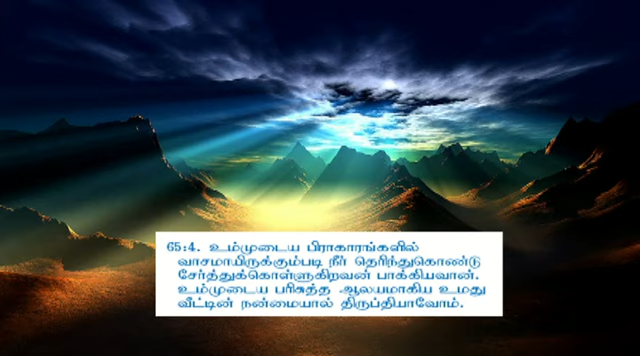 65:4. உம்முடைய பிராகாரங்களில்
வாசமாயிருக்கும்படி நீர் தெரிந்துகொண்டு
சேர்த்துக்கொள்ளுகிறவன் பாக்கியவான்.
உம்முடைய பரிசுத்த ஆலயமாகிய உமது
வீட்டின் நன்மையால் திருப்தியாவோம்.